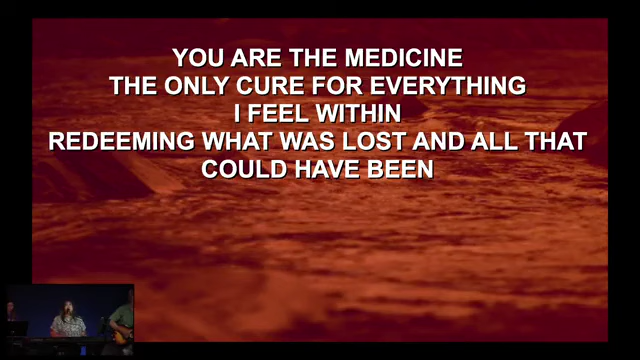 YOU ARE THE MEDICINE
THE ONLY CURE FOR EVERYTHING
I FEEL WITHIN
REDEEMING WHAT WAS LOST AND ALL THAT
COULD HAVE BEEN